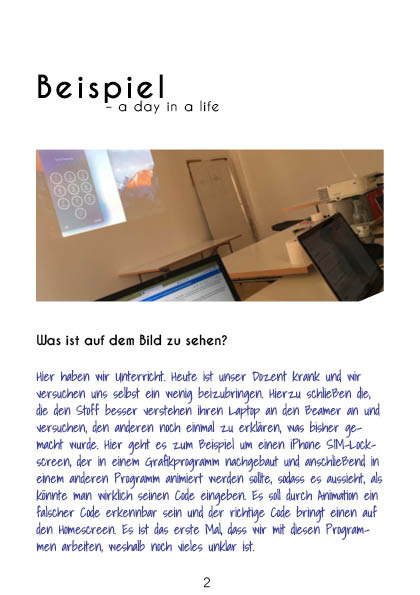 Beispiel
– a day in a life
Was ist auf dem Bild zu sehen?
Hier haben wir Unterricht. Heute ist unser Dozent krank und wir
versuchen uns selbst ein wenig beizubringen. Hierzu schließen die,
die den Stoff besser verstehen ihren Laptop an den Beamer an und
versuchen, den anderen noch einmal zu erklären, was bisher ge-
macht wurde. Hier geht es zum Beispiel um einen iPhone SIM-Lock-
screen, der in einem Grafikprogramm nachgebaut und anschließend in
einem anderen Programm animiert werden sollte, sodass es aussieht, als
könnte man wirklich seinen Code eingeben. Es soll durch Animation ein
falscher Code erkennbar sein und der richtige Code bringt einen auf
den Homescreen. Es ist das erste Mal, dass wir mit diesen Program-
men arbeiten, weshalb noch vieles unklar ist.
2